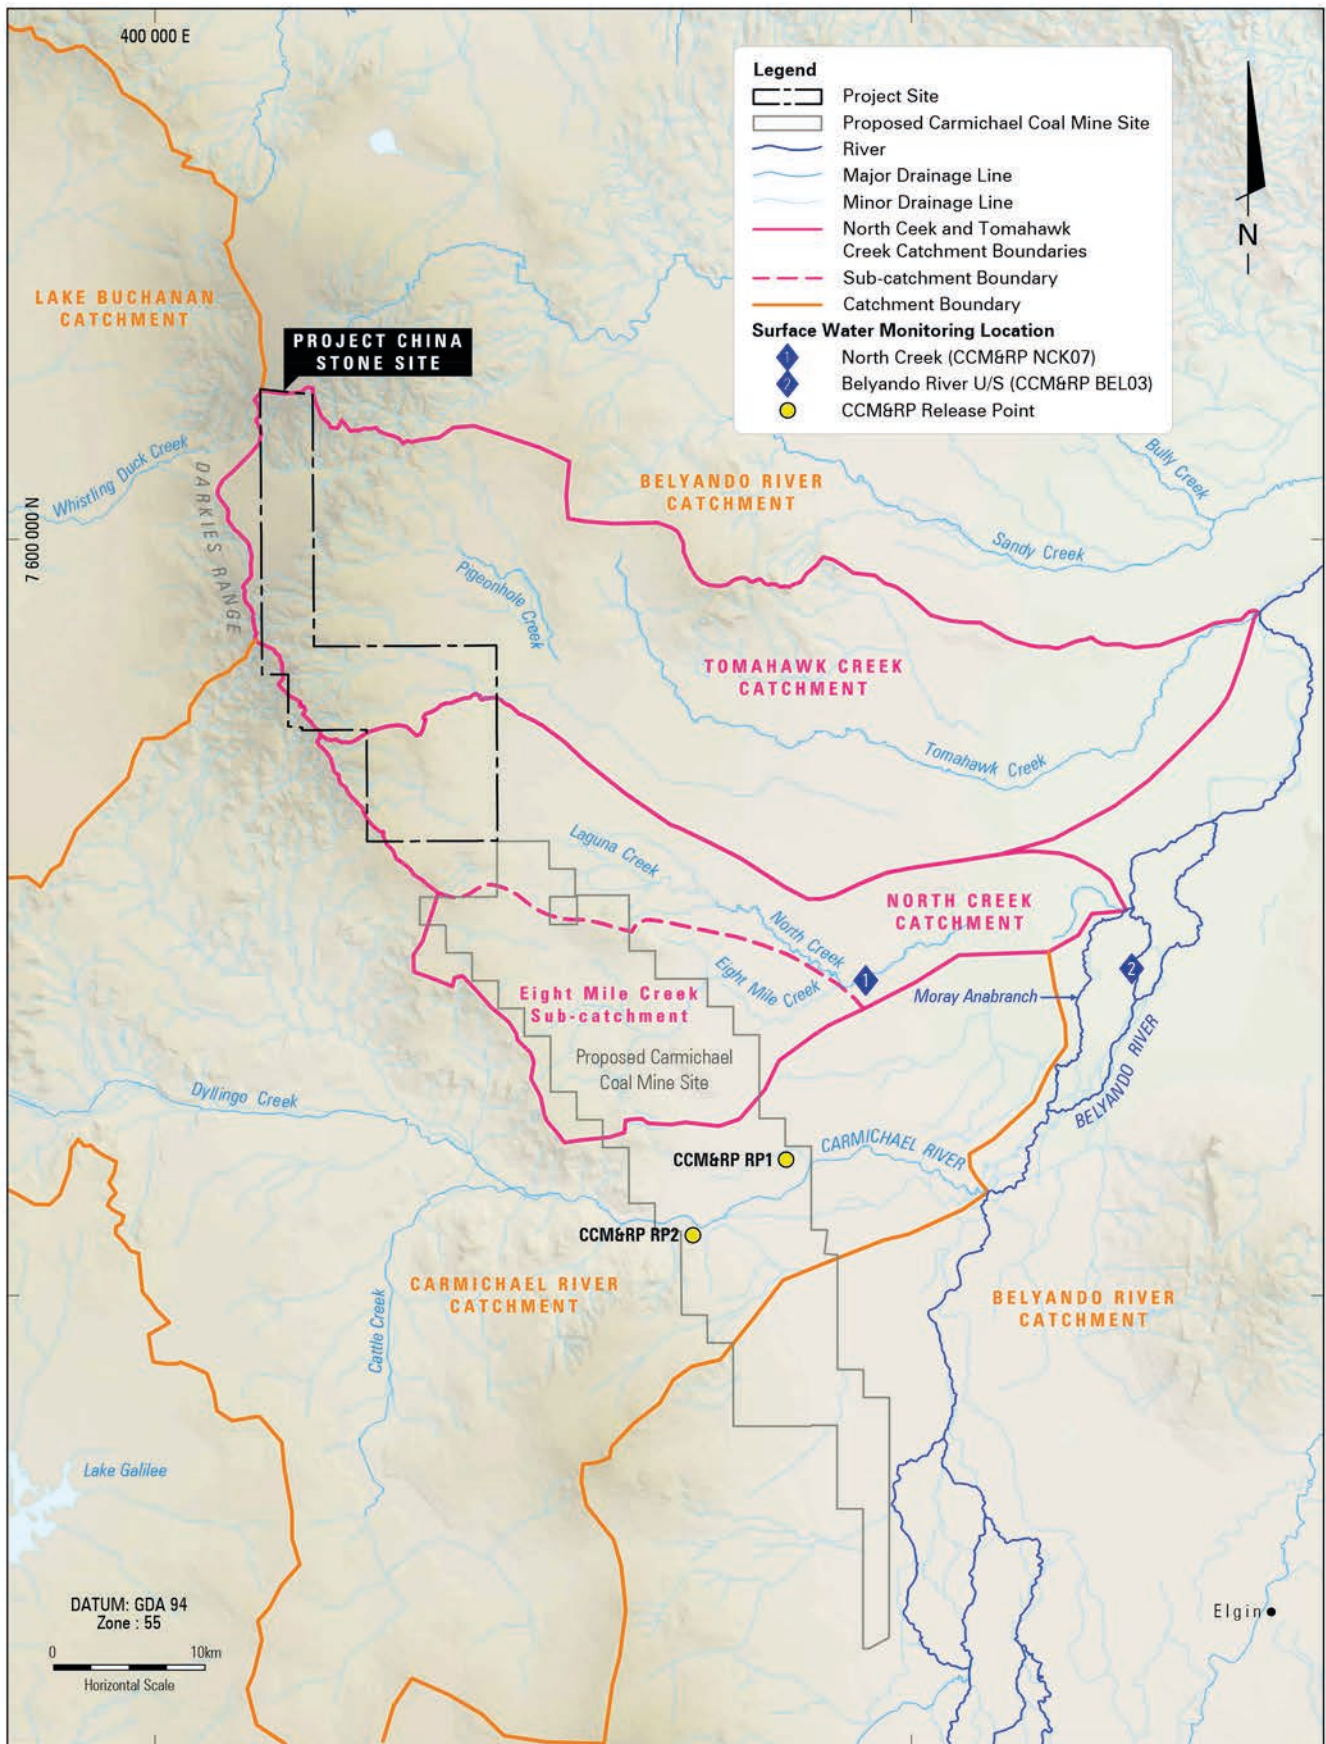 400 000 E
Legend
Project Site
Proposed Carmichael Coal Mine Site
River
Major Drainage Line
Minor Drainage Line
North Ceek and Tomahawk
Creek Catchment Boundaries
Sub-catchment Boundary
Catchment Boundary
Surface Water Monitoring Location
1 North Creek (CCM&RP NCK07)
2 Belyando River U/S (CCM&RP BEL03)
CCM&RP Release Point
N
LAKE BUCHANAN
CATCHMENT
PROJECT CHINA
STONE SITE
Whistling Duck Creek
DARKIES RANGE
7 600 000 N
BELYANDO RIVER
CATCHMENT
Bully Creek
Sandy Creek
Pigeonhole Creek
TOMAHAWK CREEK
CATCHMENT
Tomahawk Creek
Laguna Creek
NORTH CREEK
CATCHMENT
North Creek
Eight Mile Creek
1
2
Moray Anabranch
Eight Mile Creek
Sub-catchment
Proposed Carmichael
Coal Mine Site
BELYANDO RIVER
Dyllingo Creek
CARMICHAEL RIVER
CCM&RP RP1
CCM&RP RP2
CARMICHAEL RIVER
CATCHMENT
BELYANDO RIVER
CATCHMENT
Cattle Creek
Lake Galilee
DATUM: GDA 94
Zone : 55
0 10km
Horizontal Scale
Elgin